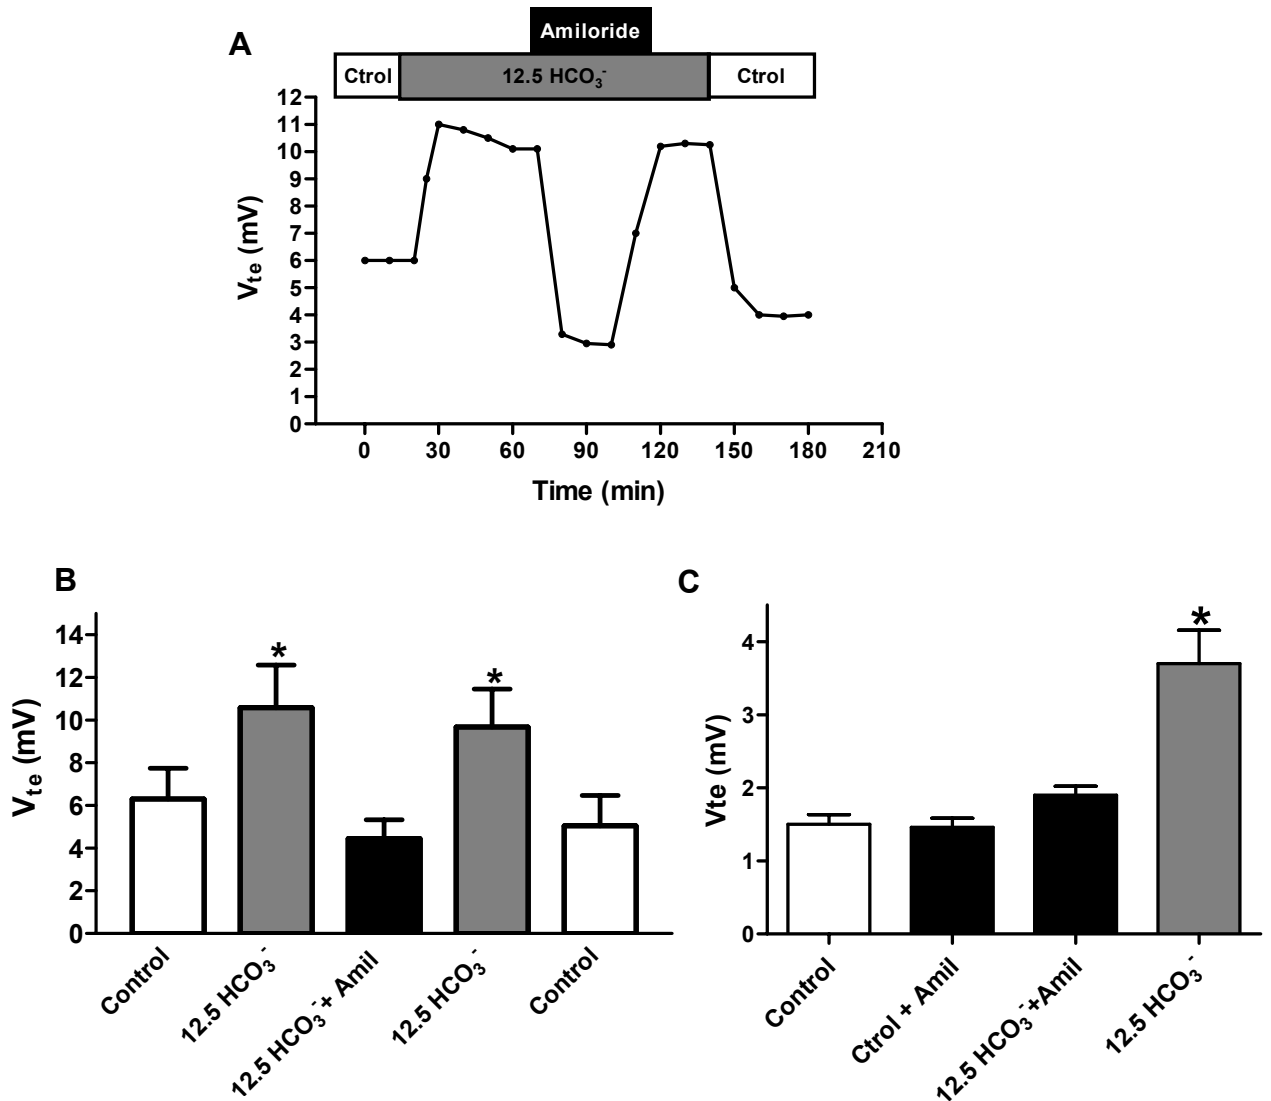 A
Amiloride
Ctrol 12.5 HCO₃⁻ Ctrol
12
11
10
9
8
7
6
5
4
3
2
1
0
Vte (mV)
0 30 60 90 120 150 180 210
Time (min)
B
14
12
10
8
6
4
2
0
Vte (mV)
* *
Control
12.5 HCO₃⁻
12.5 HCO₃⁻+ Amil
12.5 HCO₃⁻
Control
C
4
3
2
1
0
Vte (mV)
*
Control
Ctrol + Amil
12.5 HCO₃⁻+Amil
12.5 HCO₃⁻